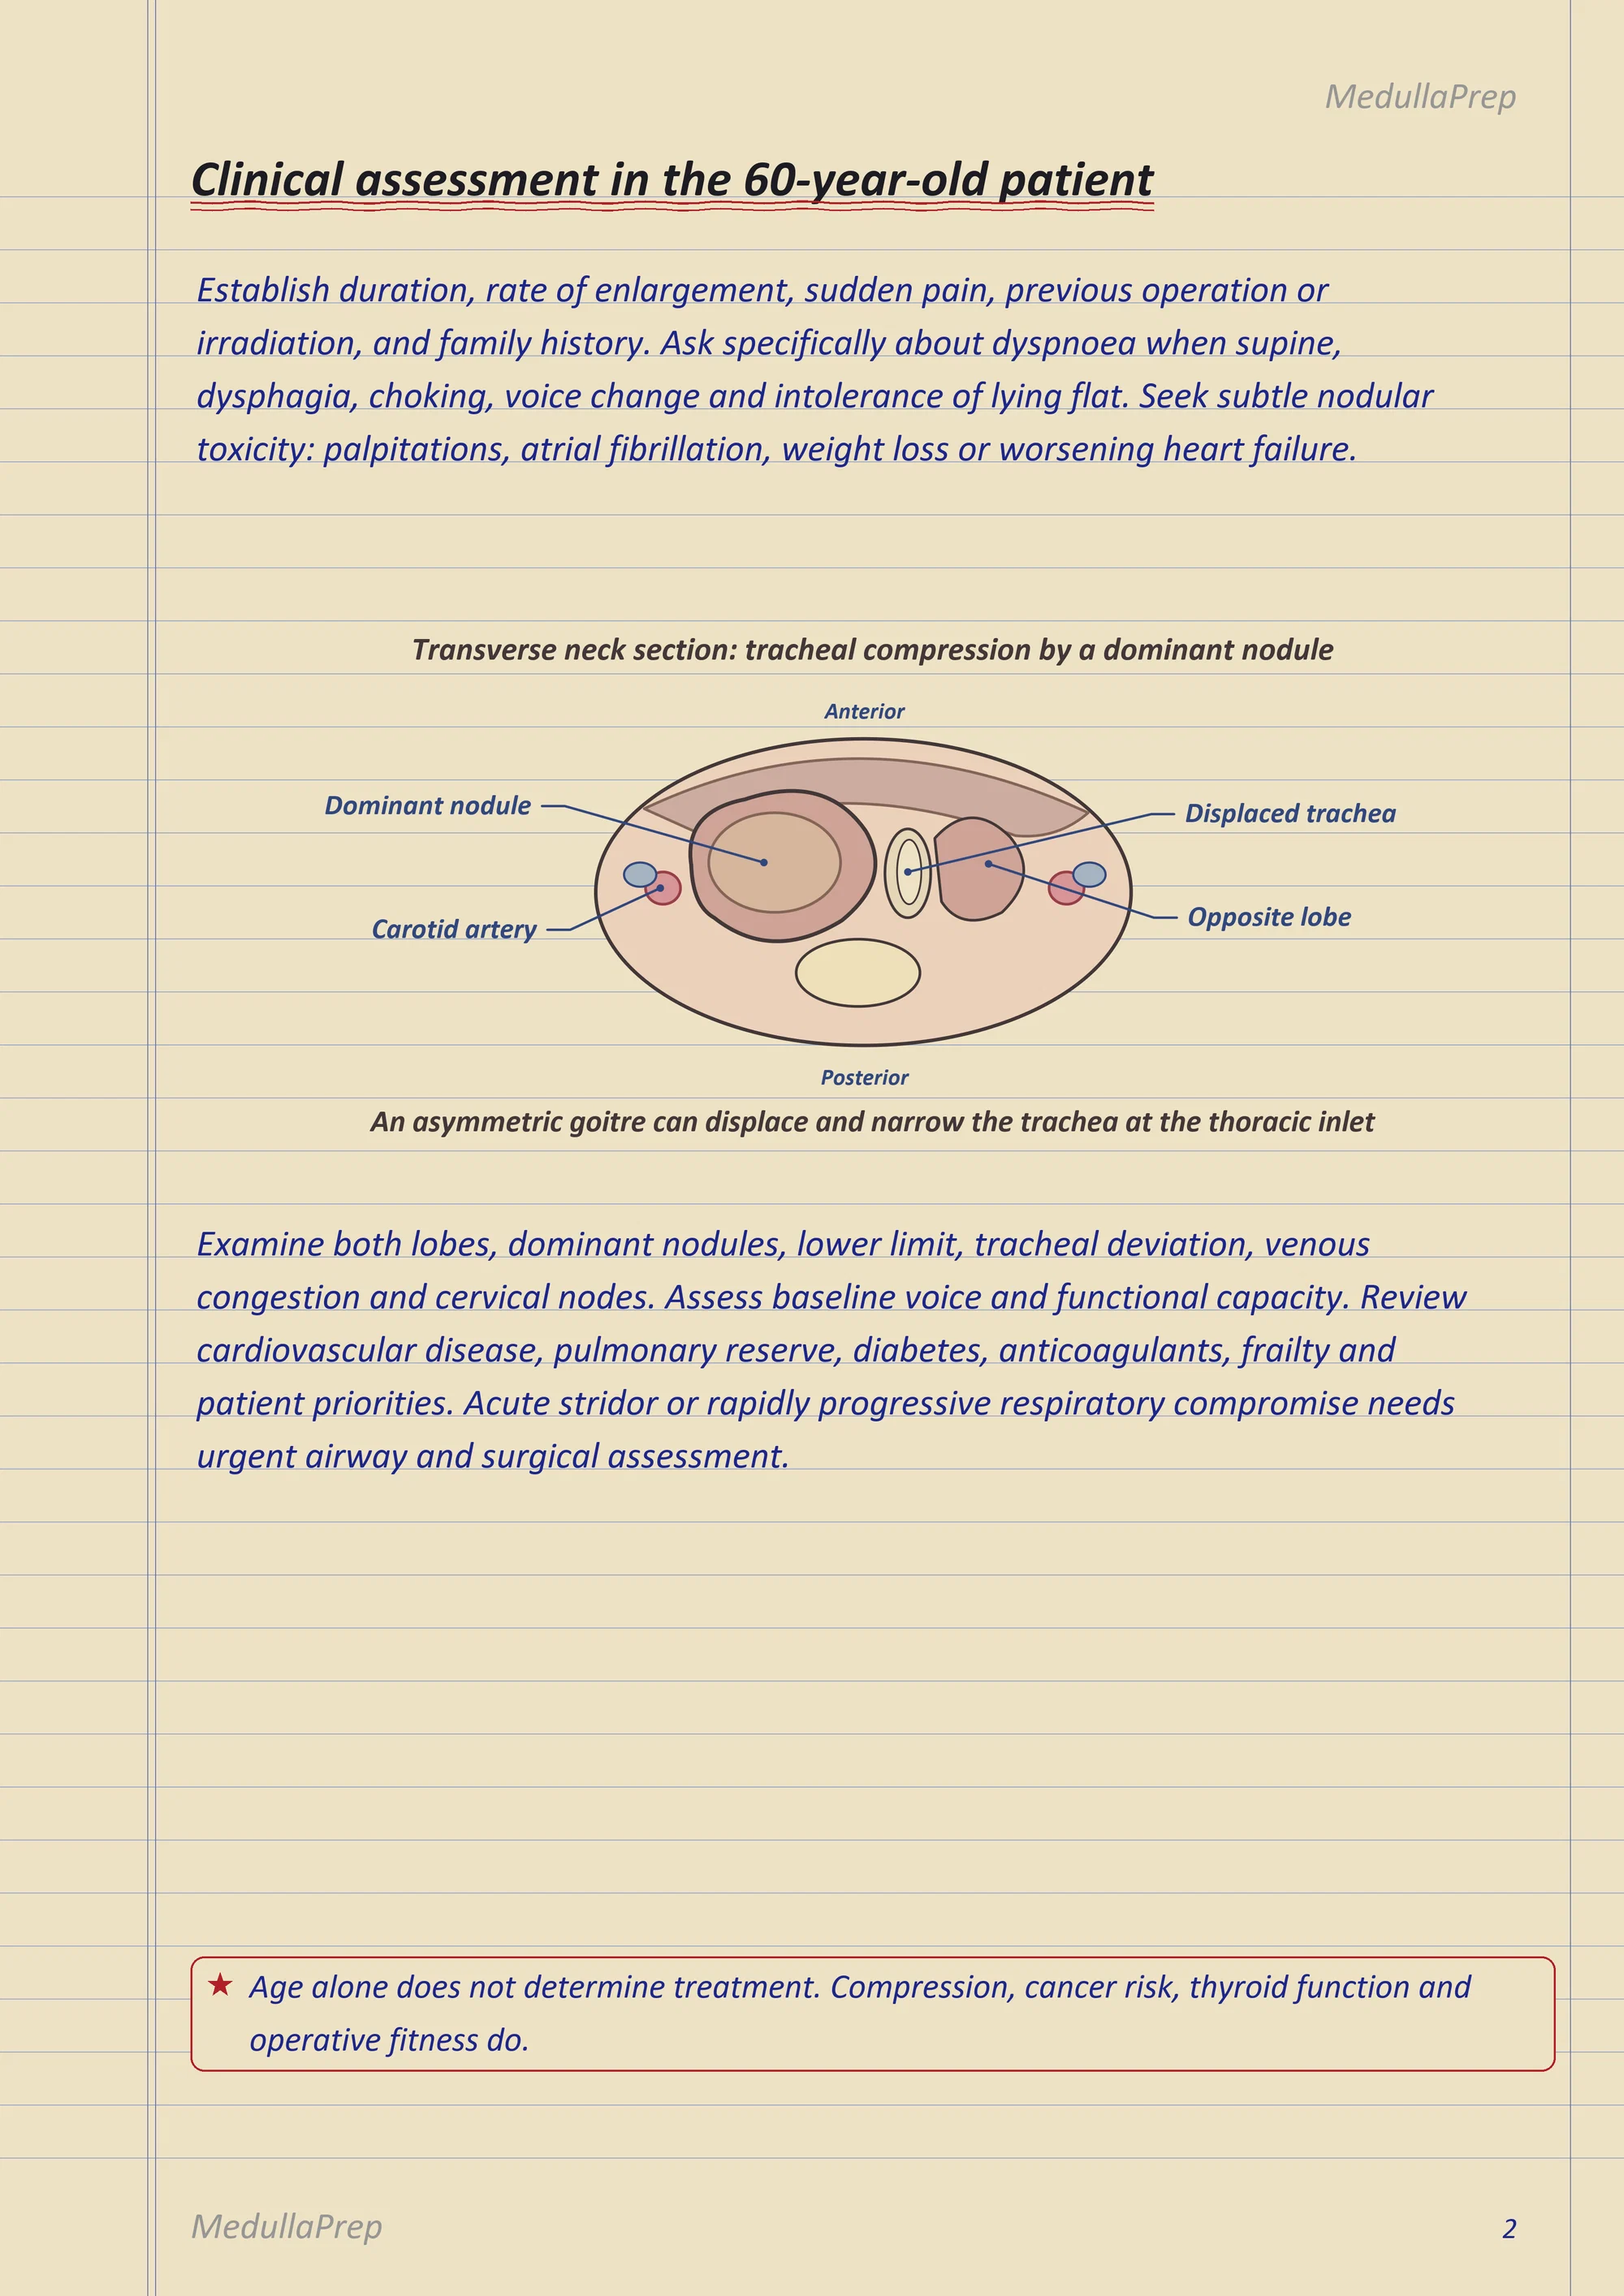 MedullaPrep
Clinical assessment in the 60-year-old patient
Establish duration, rate of enlargement, sudden pain, previous operation or
irradiation, and family history. Ask specifically about dyspnoea when supine,
dysphagia, choking, voice change and intolerance of lying flat. Seek subtle nodular
toxicity: palpitations, atrial fibrillation, weight loss or worsening heart failure.
Transverse neck section: tracheal compression by a dominant nodule
Anterior
Dominant nodule
Displaced trachea
Carotid artery
Opposite lobe
Posterior
An asymmetric goitre can displace and narrow the trachea at the thoracic inlet
Examine both lobes, dominant nodules, lower limit, tracheal deviation, venous
congestion and cervical nodes. Assess baseline voice and functional capacity. Review
cardiovascular disease, pulmonary reserve, diabetes, anticoagulants, frailty and
patient priorities. Acute stridor or rapidly progressive respiratory compromise needs
urgent airway and surgical assessment.
★ Age alone does not determine treatment. Compression, cancer risk, thyroid function and
operative fitness do.
MedullaPrep
2